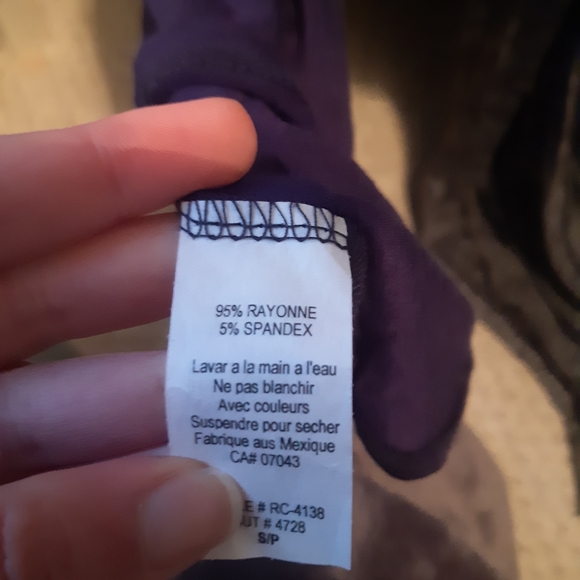 95% RAYONNE
5% SPANDEX
Lavar a la main a l'eau
Ne pas blanchir
Avec couleurs
Suspendre pour secher
Fabrique aus Mexique
CA# 07043
# RC-4138
# 4728
S/P